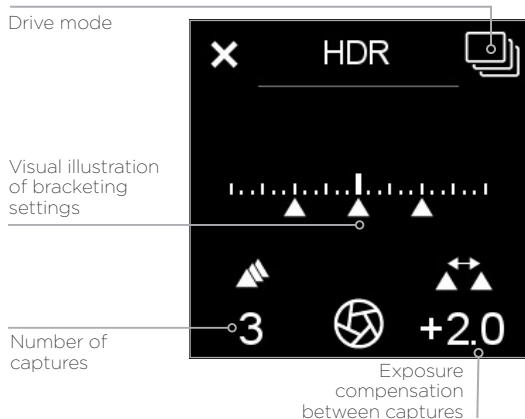 Drive mode
HDR
Visual illustration
of bracketing
settings
Number of
captures
3
+2.0
Exposure
compensation
between captures